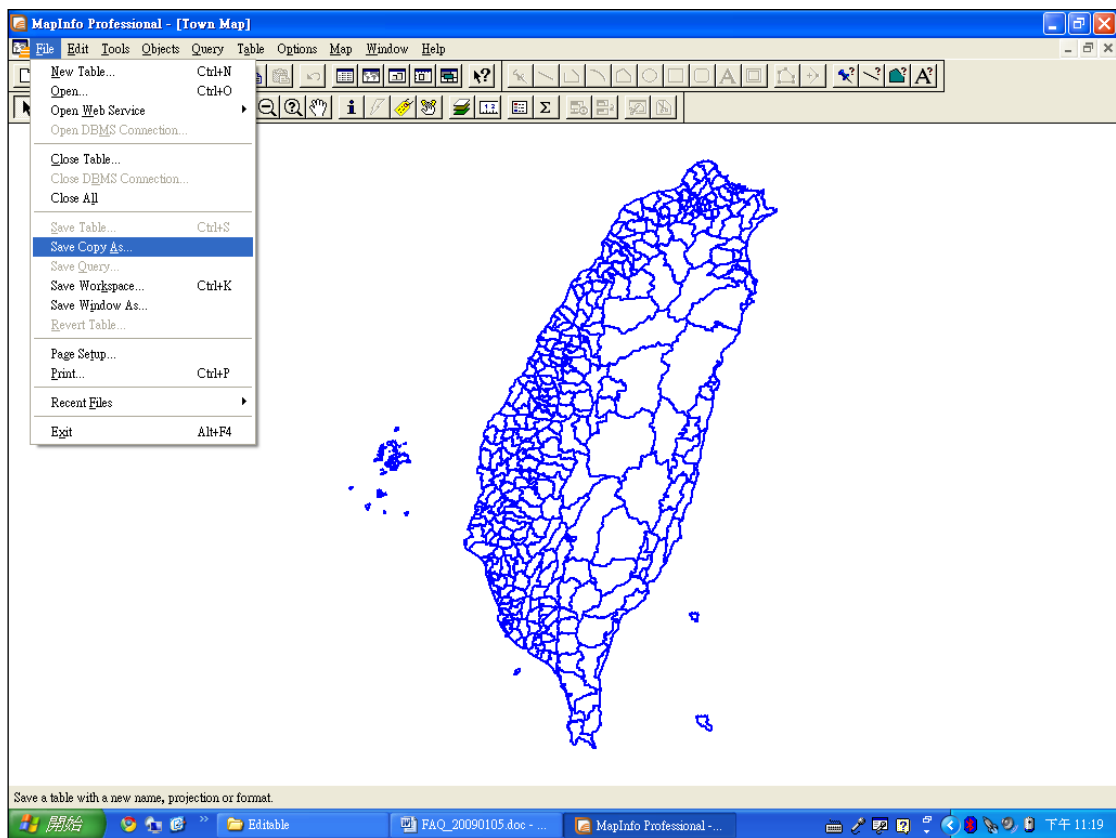 MapInfo Professional - [Town Map]
File Edit Tools Objects Query Table Options Map Window Help
New Table... Ctrl+N
Open... Ctrl+O
Open Web Service
Open DBMS Connection...
Close Table...
Close DBMS Connection...
Close All
Save Table... Ctrl+S
Save Copy As...
Save Query...
Save Workspace... Ctrl+K
Save Window As...
Revert Table...
Page Setup...
Print... Ctrl+P
Recent Files
Exit Alt+F4
Save a table with a new name, projection or format.
開始 Editable FAQ_20090105.doc - ... MapInfo Professional -... 下午 11:19